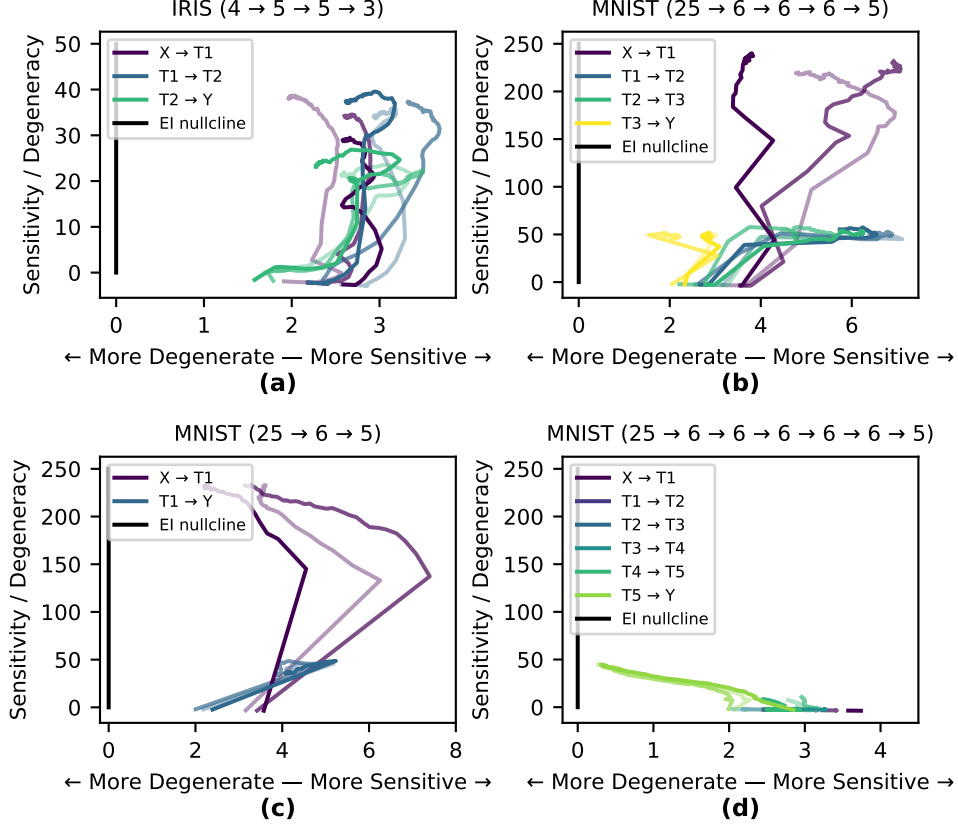 IRIS (4 → 5 → 5 → 3)
Sensitivity / Degeneracy
50
40
30
20
10
0
X → T1
T1 → T2
T2 → Y
EI nullcline
0 1 2 3
← More Degenerate — More Sensitive →
(a)
MNIST (25 → 6 → 6 → 6 → 5)
Sensitivity / Degeneracy
250
200
150
100
50
0
X → T1
T1 → T2
T2 → T3
T3 → Y
EI nullcline
0 2 4 6
← More Degenerate — More Sensitive →
(b)
MNIST (25 → 6 → 5)
Sensitivity / Degeneracy
250
200
150
100
50
0
X → T1
T1 → Y
EI nullcline
0 2 4 6 8
← More Degenerate — More Sensitive →
(c)
MNIST (25 → 6 → 6 → 6 → 6 → 6 → 5)
Sensitivity / Degeneracy
250
200
150
100
50
0
X → T1
T1 → T2
T2 → T3
T3 → T4
T4 → T5
T5 → Y
EI nullcline
0 1 2 3 4
← More Degenerate — More Sensitive →
(d)